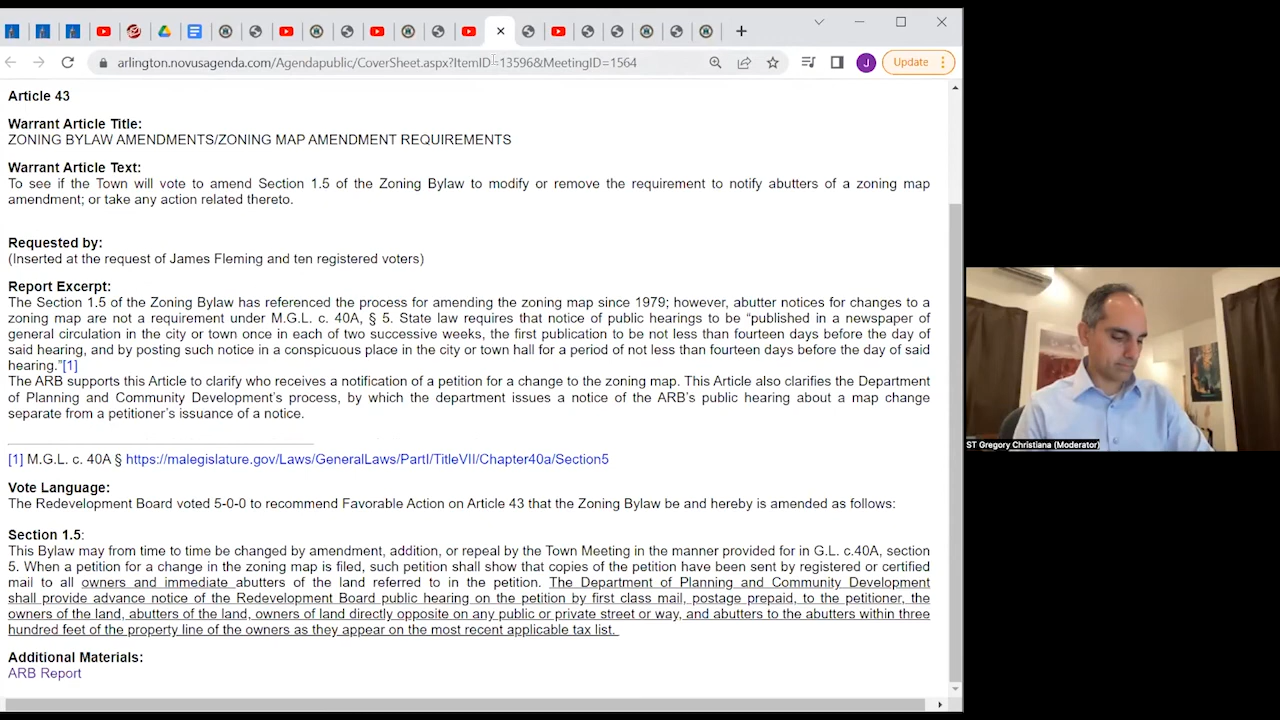 arlington.novusagenda.com/Agendapublic/CoverSheet.aspx?ItemID=13596&MeetingID=1564
J
Update
Article 43
Warrant Article Title:
ZONING BYLAW AMENDMENTS/ZONING MAP AMENDMENT REQUIREMENTS
Warrant Article Text:
To see if the Town will vote to amend Section 1.5 of the Zoning Bylaw to modify or remove the requirement to notify abutters of a zoning map
amendment; or take any action related thereto.
Requested by:
(Inserted at the request of James Fleming and ten registered voters)
Report Excerpt:
The Section 1.5 of the Zoning Bylaw has referenced the process for amending the zoning map since 1979; however, abutter notices for changes to a
zoning map are not a requirement under M.G.L. c. 40A, § 5. State law requires that notice of public hearings to be “published in a newspaper of
general circulation in the city or town once in each of two successive weeks, the first publication to be not less than fourteen days before the day of
said hearing, and by posting such notice in a conspicuous place in the city or town hall for a period of not less than fourteen days before the day of said
hearing.”[1]
The ARB supports this Article to clarify who receives a notification of a petition for a change to the zoning map. This Article also clarifies the Department
of Planning and Community Development’s process, by which the department issues a notice of the ARB’s public hearing about a map change
separate from a petitioner’s issuance of a notice.
[1] M.G.L. c. 40A § https://malegislature.gov/Laws/GeneralLaws/PartI/TitleVII/Chapter40a/Section5
Vote Language:
The Redevelopment Board voted 5-0-0 to recommend Favorable Action on Article 43 that the Zoning Bylaw be and hereby is amended as follows:
Section 1.5:
This Bylaw may from time to time be changed by amendment, addition, or repeal by the Town Meeting in the manner provided for in G.L. c.40A, section
5. When a petition for a change in the zoning map is filed, such petition shall show that copies of the petition have been sent by registered or certified
mail to all owners and immediate abutters of the land referred to in the petition. The Department of Planning and Community Development
shall provide advance notice of the Redevelopment Board public hearing on the petition by first class mail, postage prepaid, to the petitioner, the
owners of the land, abutters of the land, owners of land directly opposite on any public or private street or way, and abutters to the abutters within three
hundred feet of the property line of the owners as they appear on the most recent applicable tax list.
Additional Materials:
ARB Report
ST Gregory Christiana (Moderator)